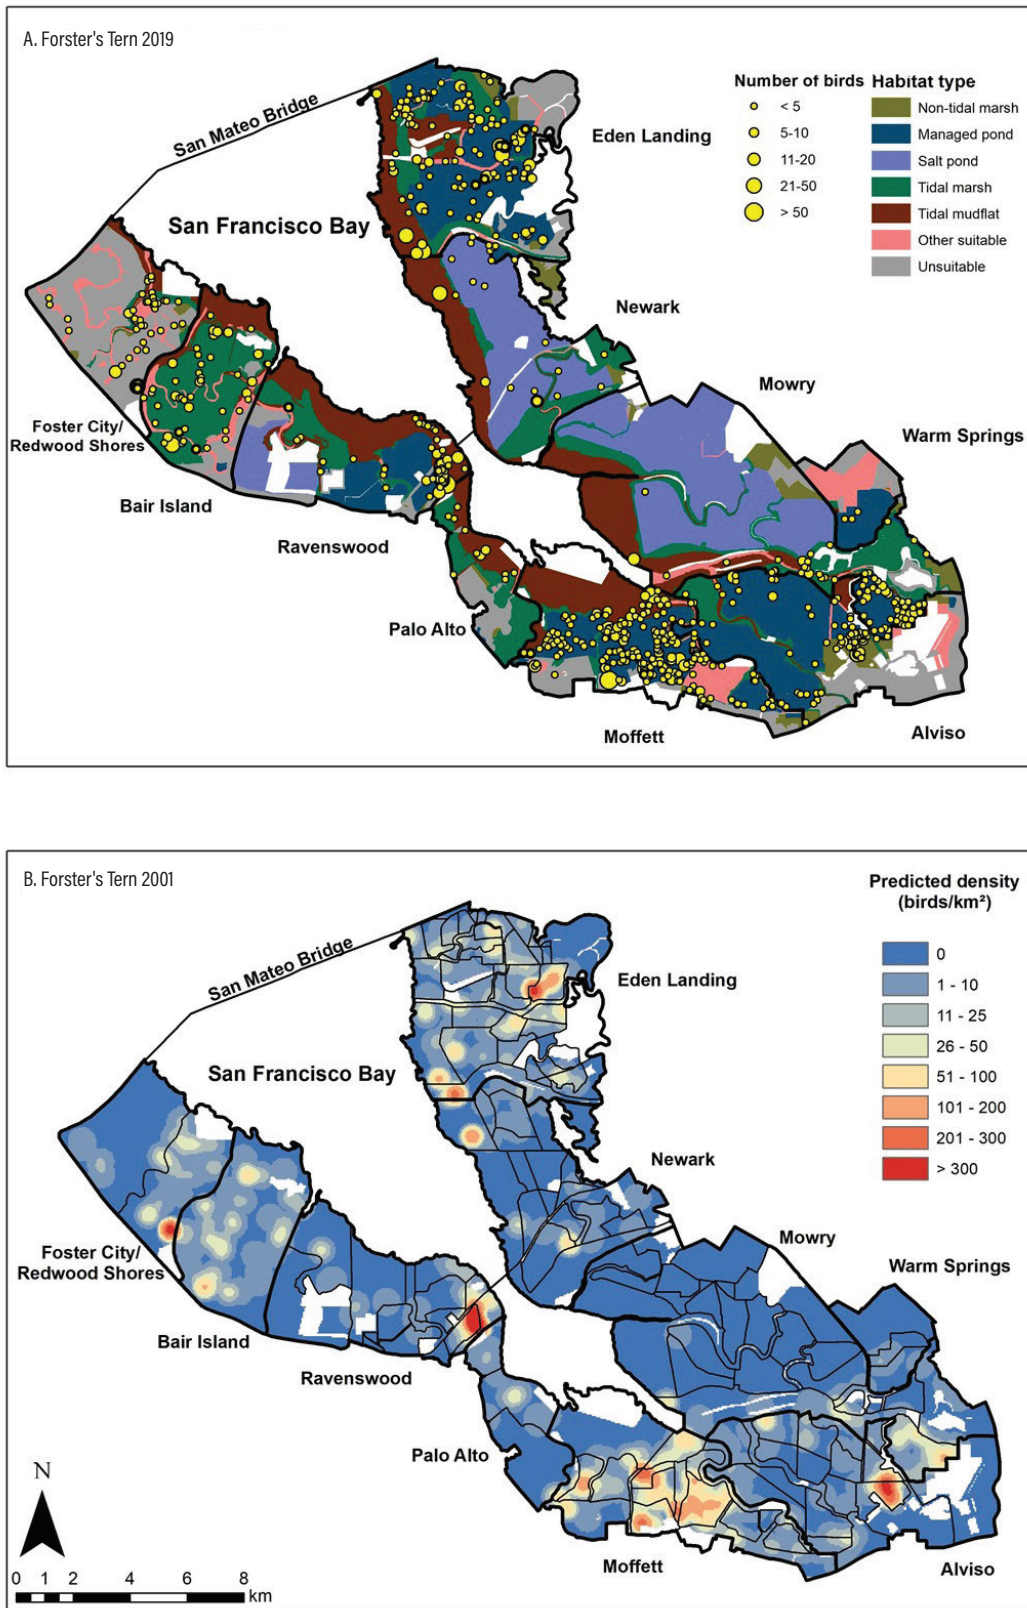 A. Forster's Tern 2019
San Mateo Bridge
San Francisco Bay
Number of birds
< 5
5-10
11-20
21-50
> 50
Habitat type
Non-tidal marsh
Managed pond
Salt pond
Tidal marsh
Tidal mudflat
Other suitable
Unsuitable
Eden Landing
Newark
Mowry
Warm Springs
Foster City/
Redwood Shores
Bair Island
Ravenswood
Palo Alto
Moffett
Alviso
B. Forster's Tern 2001
San Mateo Bridge
San Francisco Bay
Predicted density
(birds/km²)
0
1 - 10
11 - 25
26 - 50
51 - 100
101 - 200
201 - 300
> 300
Eden Landing
Newark
Mowry
Warm Springs
Foster City/
Redwood Shores
Bair Island
Ravenswood
Palo Alto
Moffett
Alviso
N
0 1 2 4 6 8
km